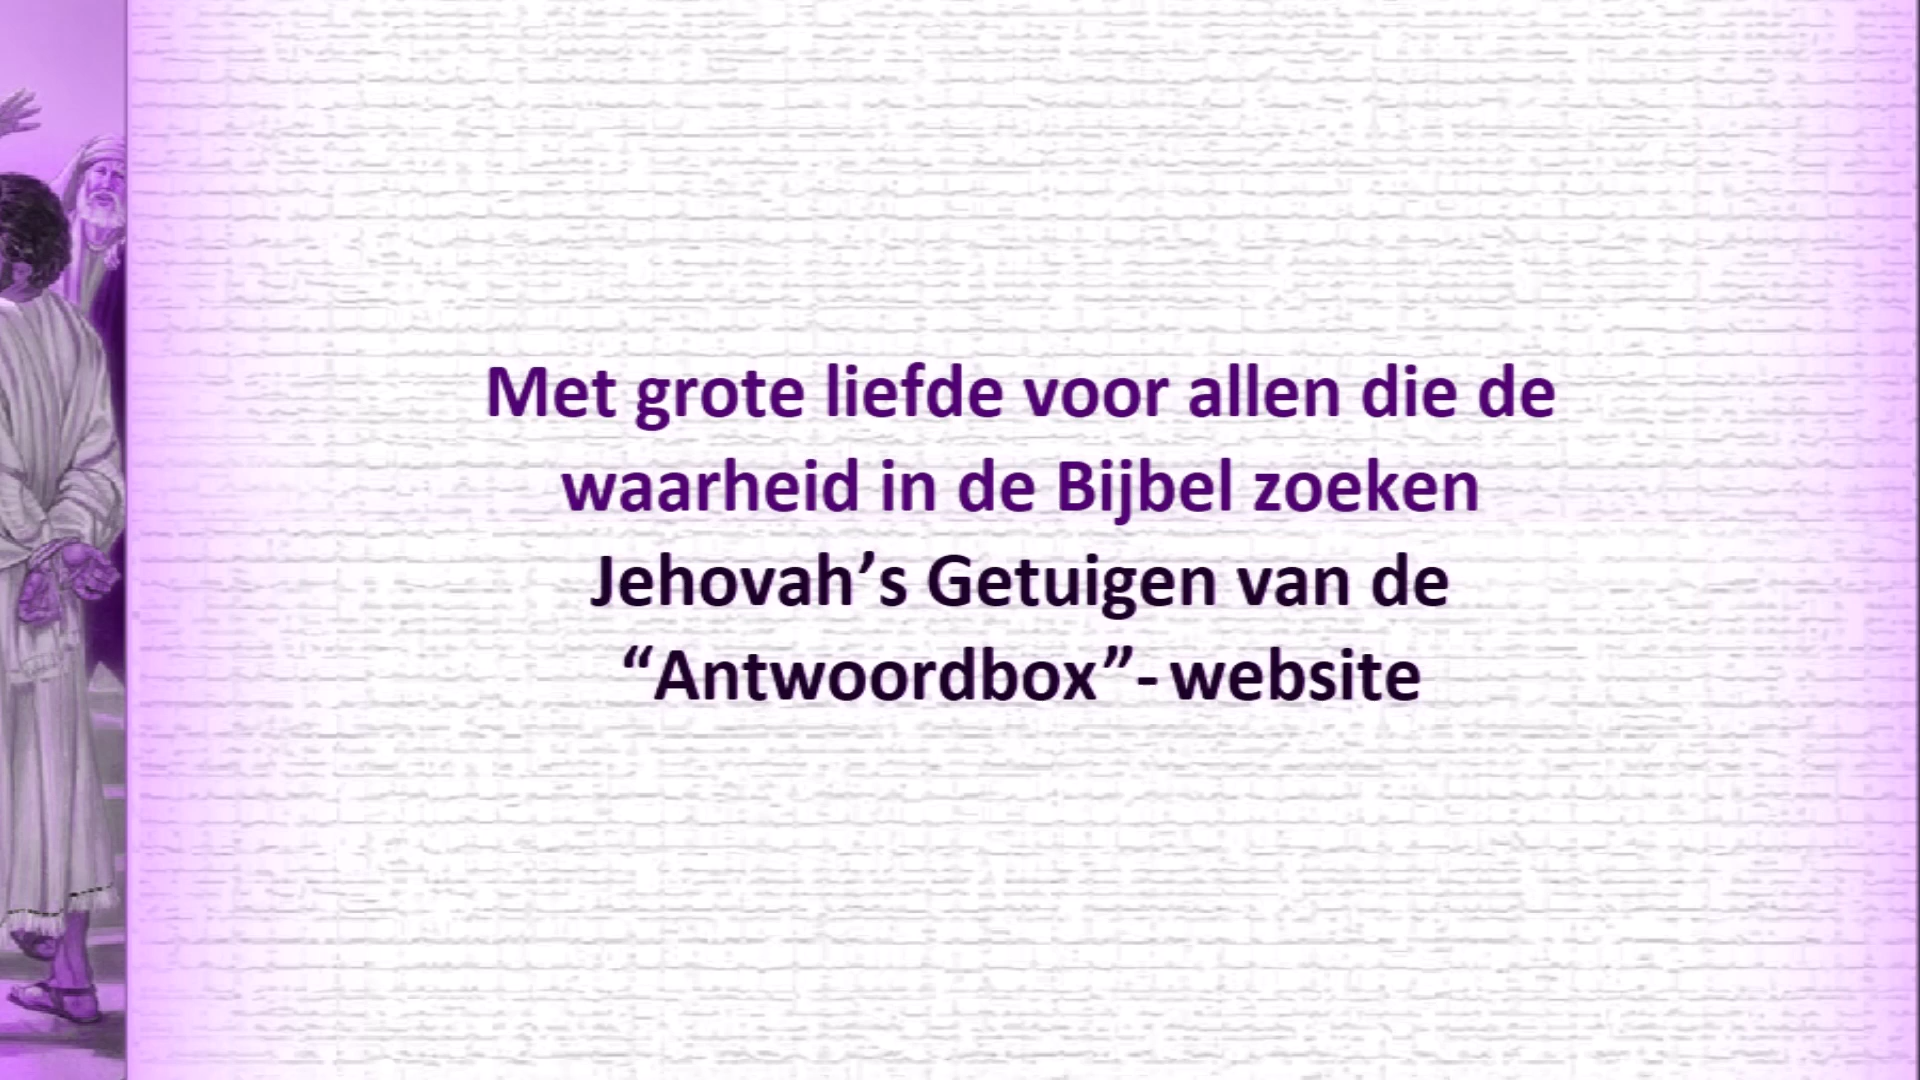 Met grote liefde voor allen die de
waarheid in de Bijbel zoeken
Jehovah’s Getuigen van de
“Antwoordbox”- website